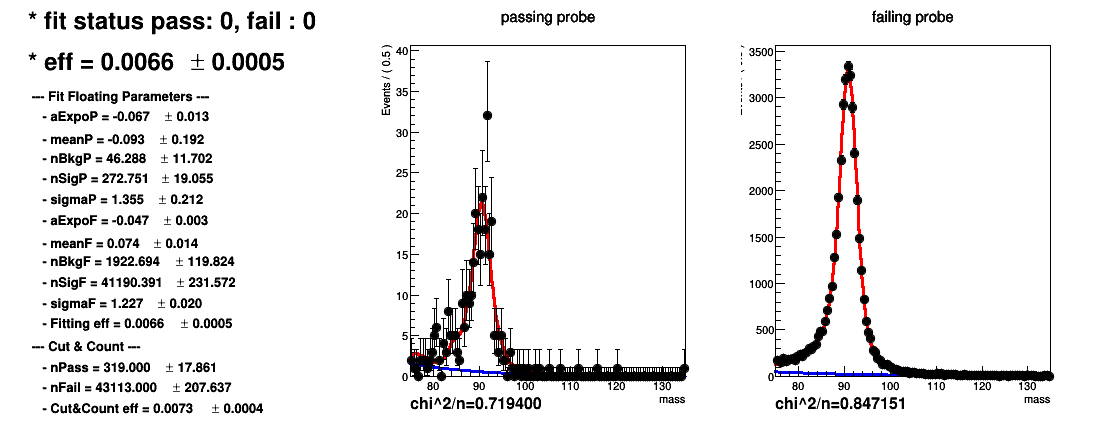 * fit status pass: 0, fail : 0
* eff = 0.0066 ± 0.0005
--- Fit Floating Parameters ---
- aExpoP = -0.067 ± 0.013
- meanP = -0.093 ± 0.192
- nBkgP = 46.288 ± 11.702
- nSigP = 272.751 ± 19.055
- sigmaP = 1.355 ± 0.212
- aExpoF = -0.047 ± 0.003
- meanF = 0.074 ± 0.014
- nBkgF = 1922.694 ± 119.824
- nSigF = 41190.391 ± 231.572
- sigmaF = 1.227 ± 0.020
- Fitting eff = 0.0066 ± 0.0005
--- Cut & Count ---
- nPass = 319.000 ± 17.861
- nFail = 43113.000 ± 207.637
- Cut&Count eff = 0.0073 ± 0.0004
passing probe
Events / ( 0.5 )
40
35
30
25
20
15
10
5
0
80 90 100 110 120 130
mass
chi^2/n=0.719400
failing probe
3500
3000
2500
2000
1500
1000
500
0
80 90 100 110 120 130
mass
chi^2/n=0.847151